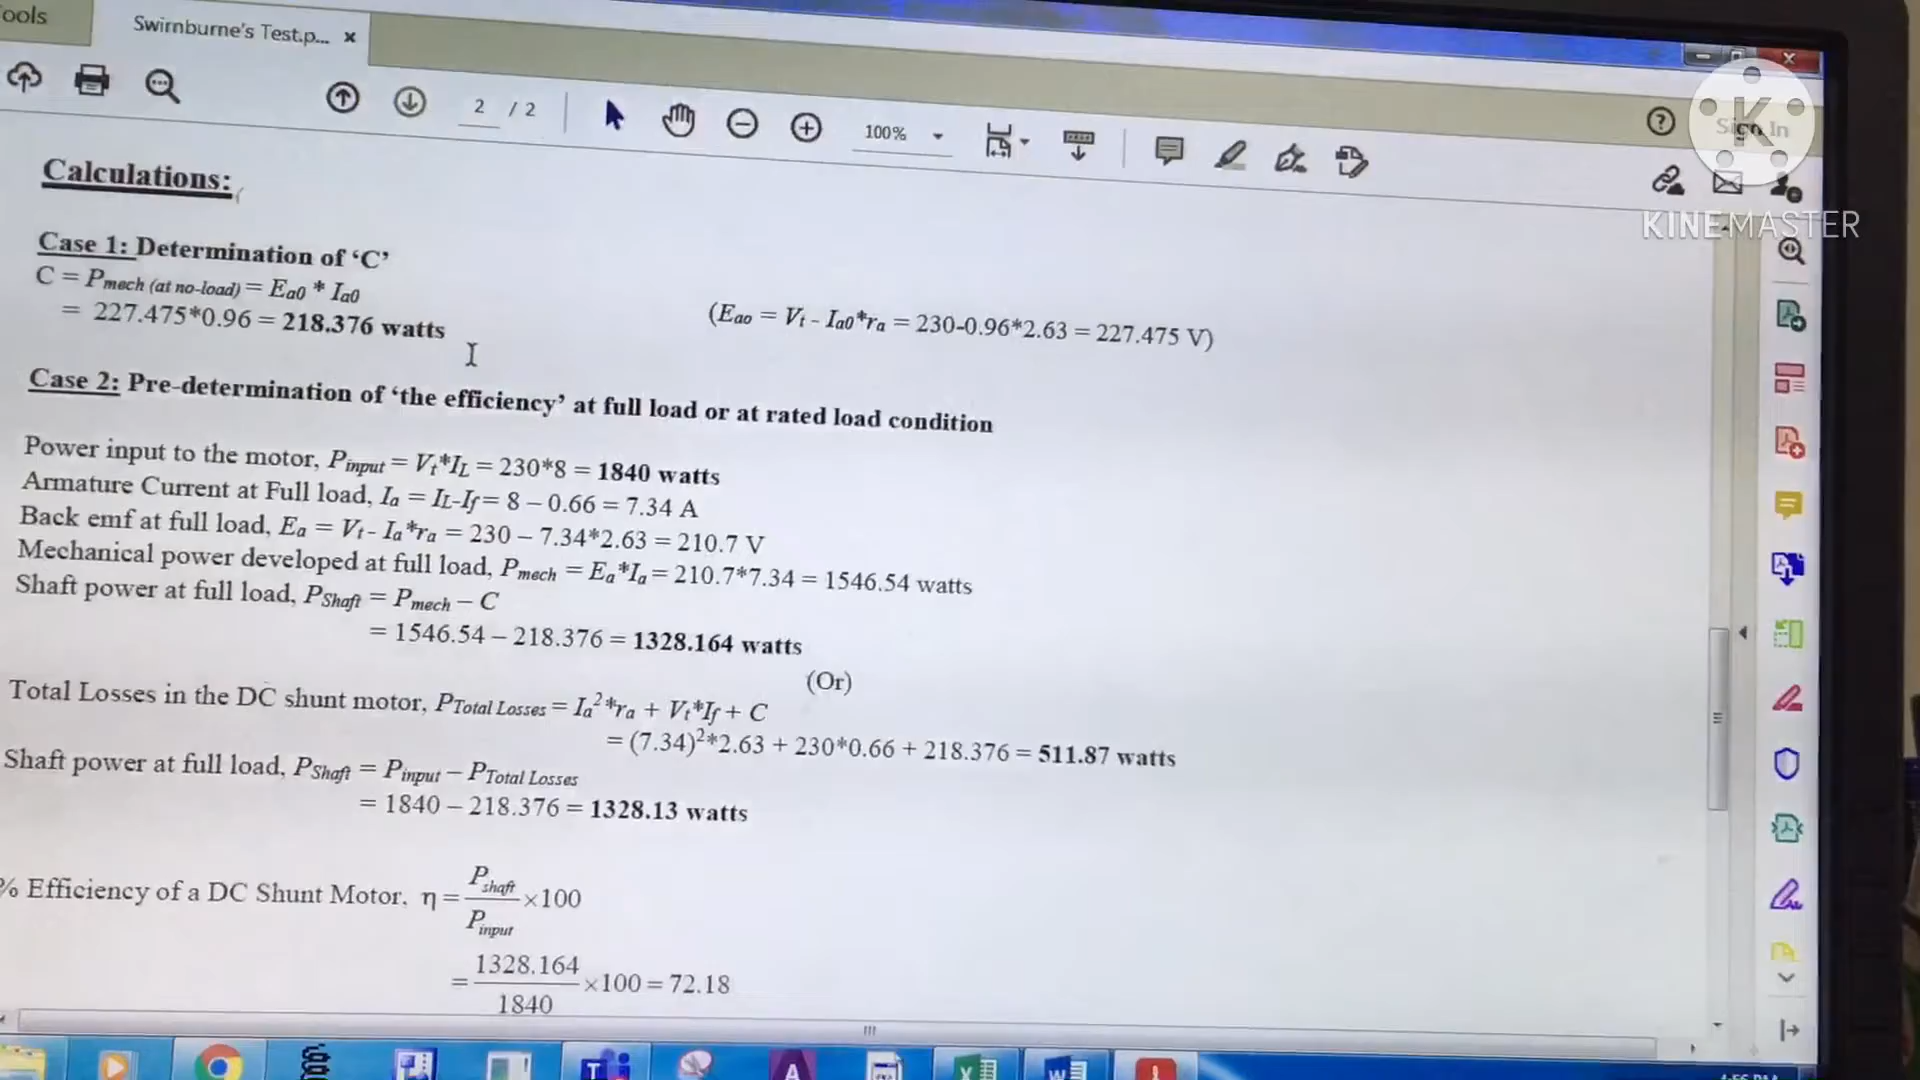 ools
Swirnburne's Test.p... ×
2 / 2
100%
Sign In
K
KINEMASTER
Calculations:
Case 1: Determination of ‘C’
C = Pmech (at no-load) = Ea0 * Ia0
= 227.475*0.96 = 218.376 watts
(Eao = Vt - Ia0*ra = 230-0.96*2.63 = 227.475 V)
Case 2: Pre-determination of ‘the efficiency’ at full load or at rated load condition
Power input to the motor, Pinput = Vt*IL = 230*8 = 1840 watts
Armature Current at Full load, Ia = IL-If = 8 – 0.66 = 7.34 A
Back emf at full load, Ea = Vt - Ia*ra = 230 – 7.34*2.63 = 210.7 V
Mechanical power developed at full load, Pmech = Ea*Ia = 210.7*7.34 = 1546.54 watts
Shaft power at full load, PShaft = Pmech – C
= 1546.54 – 218.376 = 1328.164 watts
(Or)
Total Losses in the DC shunt motor, PTotal Losses = Ia²*ra + Vt*If + C
= (7.34)²*2.63 + 230*0.66 + 218.376 = 511.87 watts
Shaft power at full load, PShaft = Pinput – PTotal Losses
= 1840 – 218.376 = 1328.13 watts
% Efficiency of a DC Shunt Motor, η = Pshaft / Pinput ×100
= 1328.164 / 1840 ×100 = 72.18